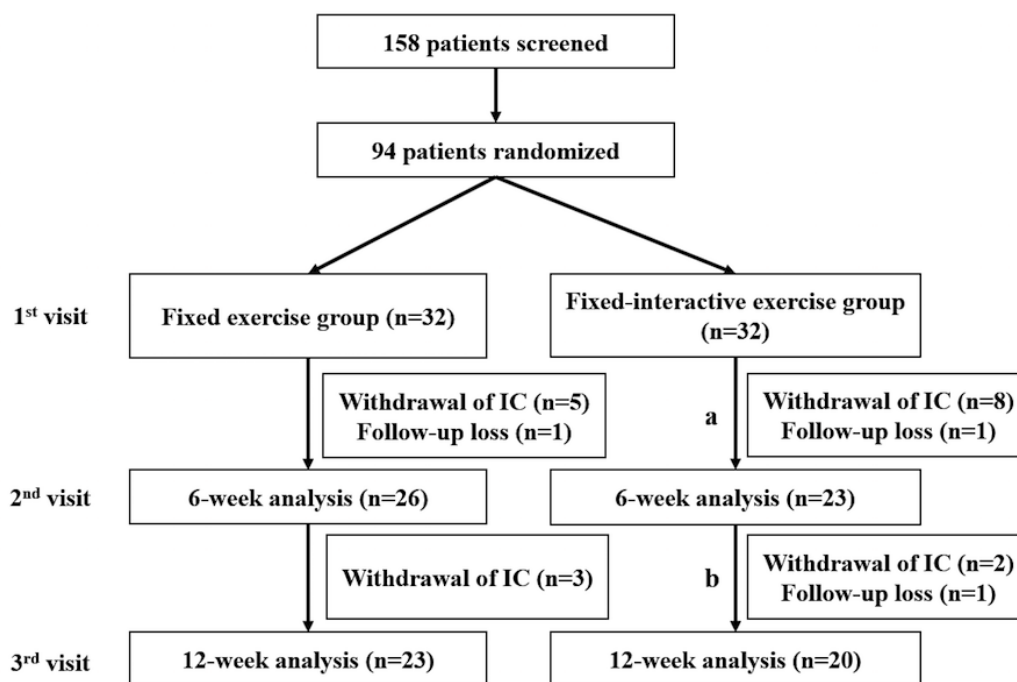 158 patients screened
94 patients randomized
1st visit
Fixed exercise group (n=32)
Fixed-interactive exercise group
(n=32)
Withdrawal of IC (n=5)
Follow-up loss (n=1)
a
Withdrawal of IC (n=8)
Follow-up loss (n=1)
2nd visit
6-week analysis (n=26)
6-week analysis (n=23)
Withdrawal of IC (n=3)
b
Withdrawal of IC (n=2)
Follow-up loss (n=1)
3rd visit
12-week analysis (n=23)
12-week analysis (n=20)